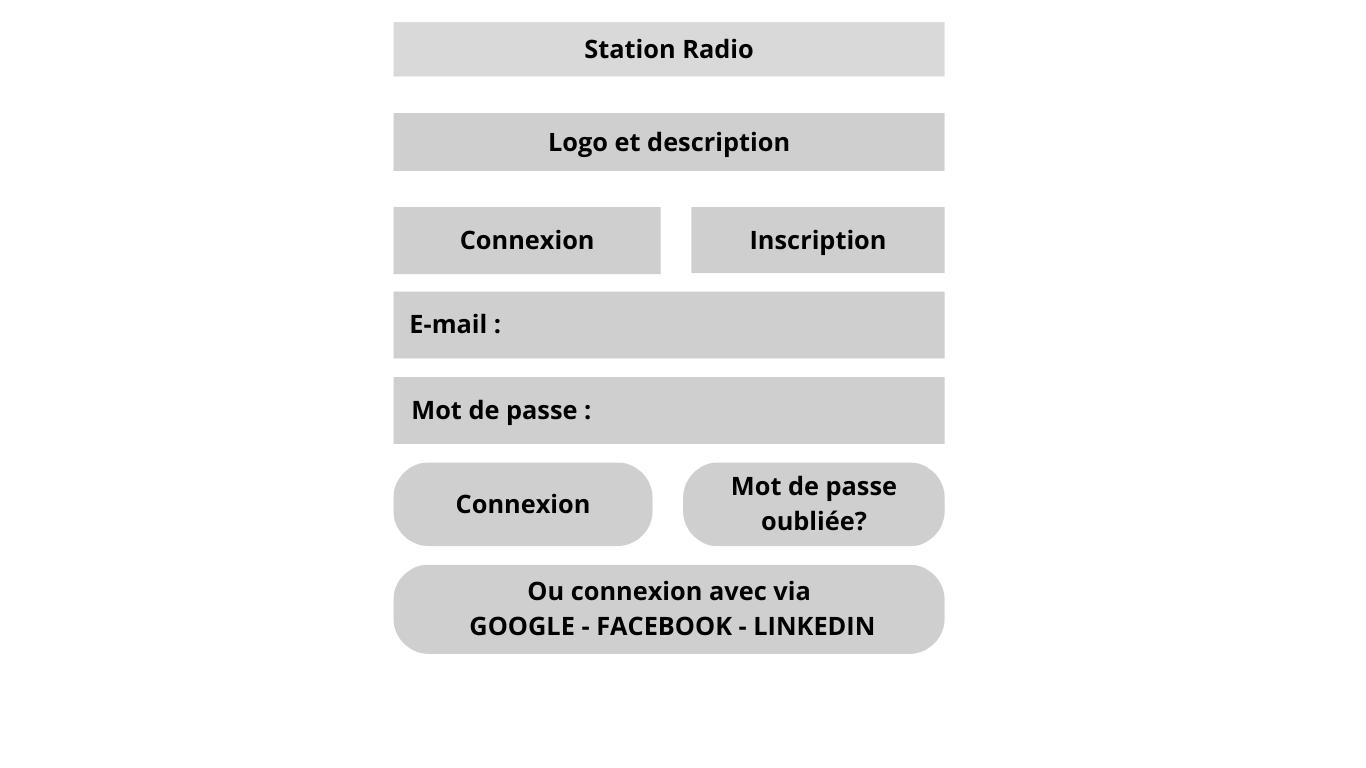 Station Radio
Logo et description
Connexion
Inscription
E-mail :
Mot de passe :
Connexion
Mot de passe
oubliée?
Ou connexion avec via
GOOGLE - FACEBOOK - LINKEDIN